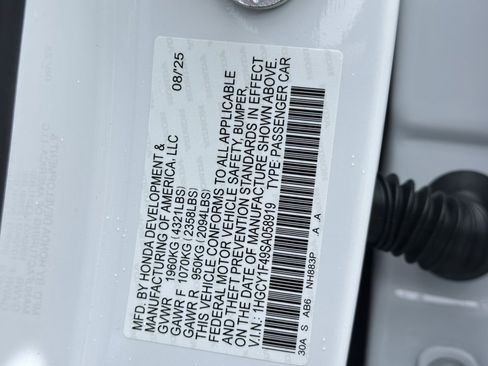 MFD. BY HONDA DEVELOPMENT & 08/25
MANUFACTURING OF AMERICA, LLC
GVWR 1960KG(4321LBS)
GAWR F 1070KG(2358LBS)
GAWR R 950KG(2094LBS)
THIS VEHICLE CONFORMS TO ALL APPLICABLE
FEDERAL MOTOR VEHICLE SAFETY, BUMPER,
AND THEFT PREVENTION STANDARDS IN EFFECT
ON THE DATE OF MANUFACTURE SHOWN ABOVE.
V.I.N.: 1HGCY1F49SA058919 TYPE: PASSENGER CAR
30A S AB6 NH883P A A